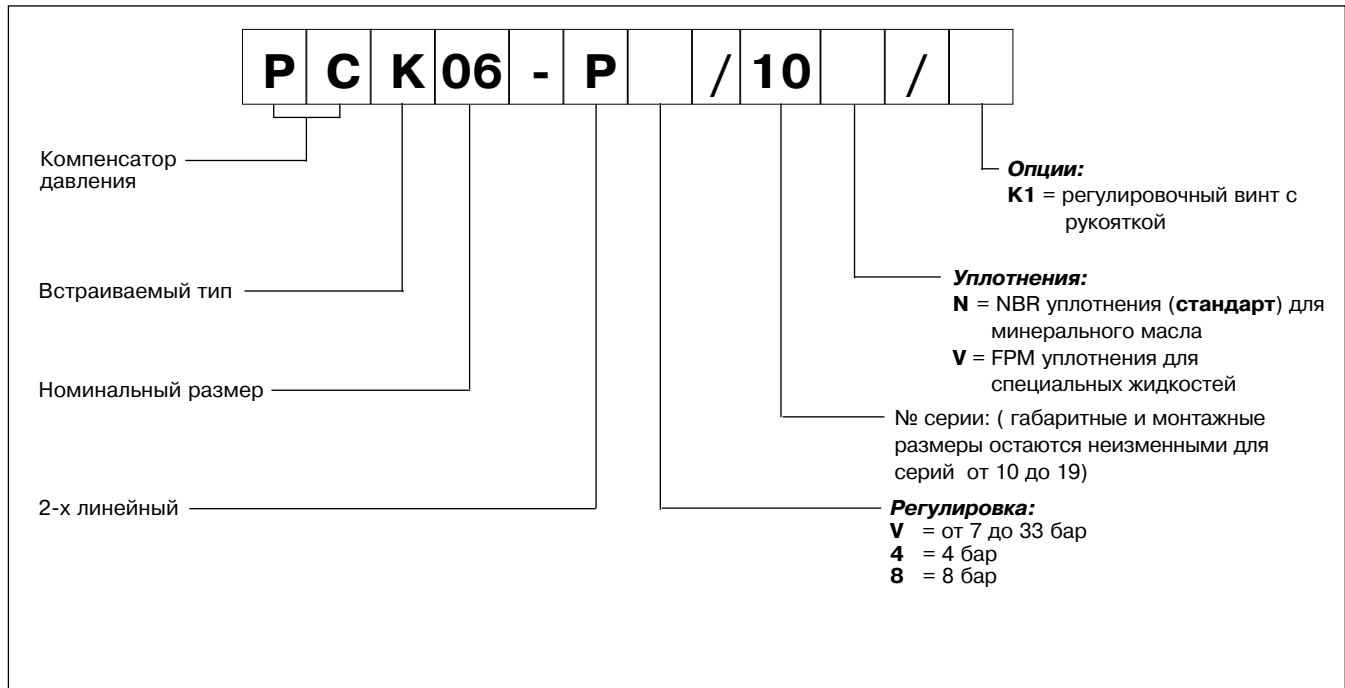 P C K 06 - P / 10 /
Компенсатор
давления
Встраиваемый тип
Номинальный размер
2-х линейный
Опции:
K1 = регулировочный винт с
рукояткой
Уплотнения:
N = NBR уплотнения (стандарт) для
минерального масла
V = FPM уплотнения для
специальных жидкостей
№ серии: ( габаритные и монтажные
размеры остаются неизменными для
серий от 10 до 19)
Регулировка:
V = от 7 до 33 бар
4 = 4 бар
8 = 8 бар